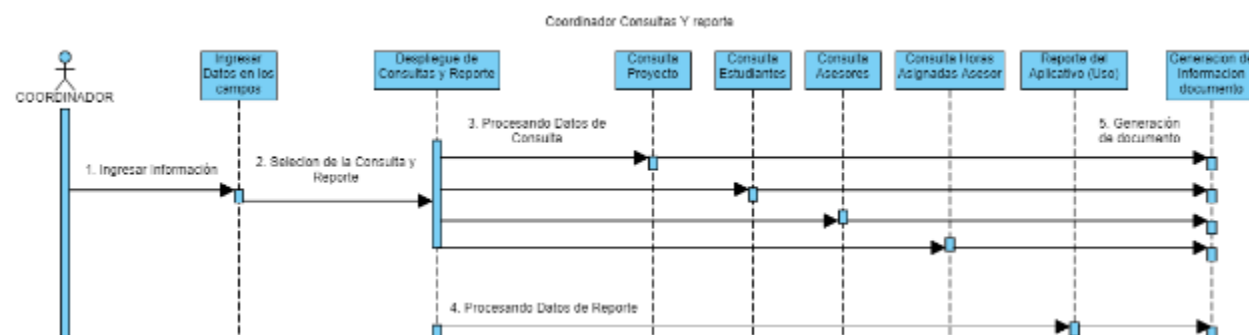 Coordinador Consultas Y reporte
COORDINADOR
Ingresar
Datos en los
campos
Despliegue de
Consultas y Reporte
Consulta
Proyecto
Consulta
Estudiantes
Consulta
Asesores
Consulta Horas
Asignadas Asesor
Reporte del
Aplicativo (Uso)
Generacion de
Informacion
documento
1. Ingresar Información
2. Selecion de la Consulta y
Reporte
3. Procesando Datos de
Consulta
5. Generación
de documento
4. Procesando Datos de Reporte